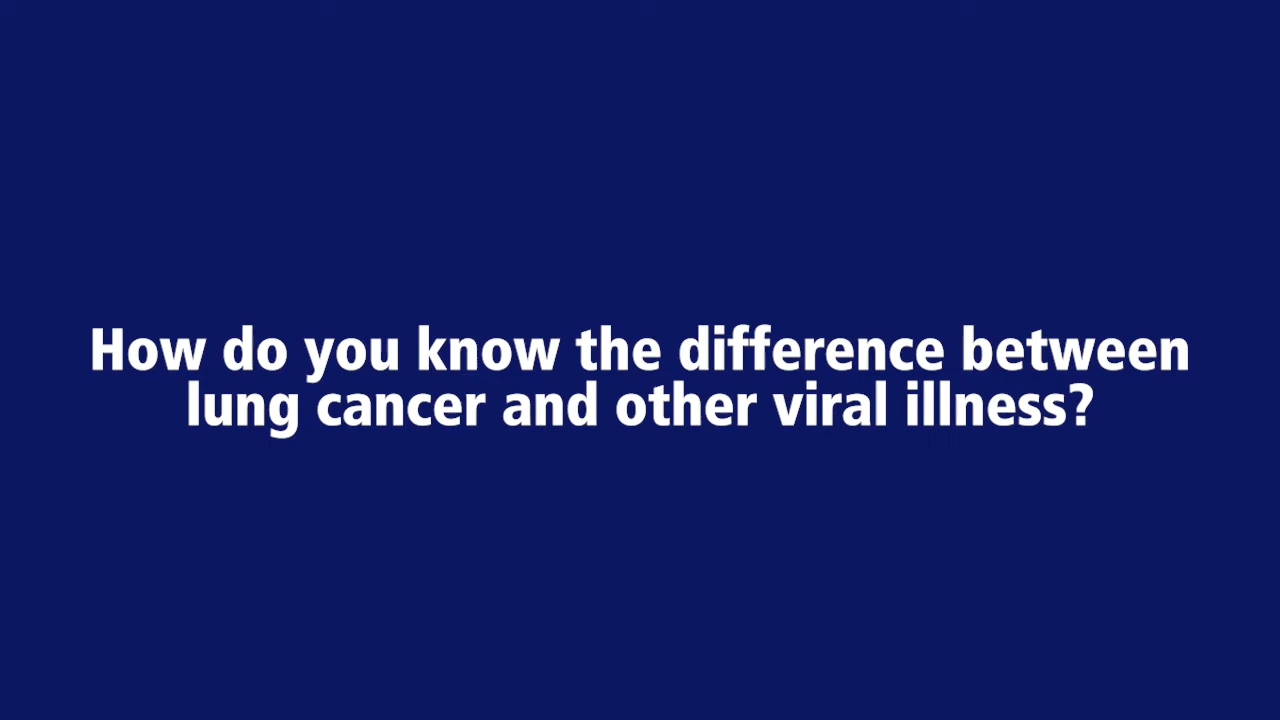 How do you know the difference between
lung cancer and other viral illness?